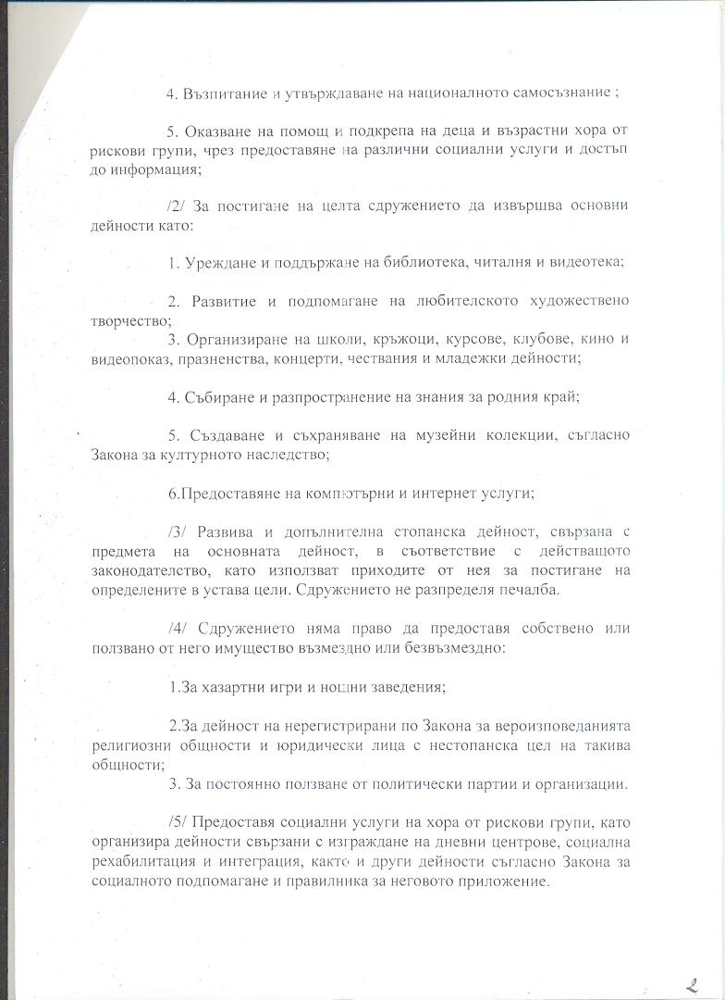 4. Възпитание и утвърждаване на националното самосъзнание ;
5. Оказване на помощ и подкрепа на деца и възрастни хора от
рискови групи, чрез предоставяне на различни социални услуги и достъп
до информация;
/2/ За постигане на целта сдружението да извършва основни
дейности като:
1. Уреждане и поддържане на библиотека, читалня и видеотека;
2. Развитие и подпомагане на любителското художествено
творчество;
3. Организиране на школи, кръжоци, курсове, клубове, кино и
видеопоказ, празненства, концерти, чествания и младежки дейности;
4. Събиране и разпространение на знания за родния край;
5. Създаване и съхраняване на музейни колекции, съгласно
Закона за културното наследство;
6.Предоставяне на компютърни и интернет услуги;
/3/ Развива и допълнителна стопанска дейност, свързана с
предмета на основната дейност, в съответствие с действащото
законодателство, като използват приходите от нея за постигане на
определените в устава цели. Сдружението не разпределя печалба.
/4/ Сдружението няма право да предоставя собствено или
ползвано от него имущество възмездно или безвъзмездно:
1.За хазартни игри и нощни заведения;
2.За дейност на нерегистрирани по Закона за вероизповеданията
религиозни общности и юридически лица с нестопанска цел на такива
общности;
3. За постоянно ползване от политически партии и организации.
/5/ Предоставя социални услуги на хора от рискови групи, като
организира дейности свързани с изграждане на дневни центрове, социална
рехабилитация и интеграция, както и други дейности съгласно Закона за
социалното подпомагане и правилника за неговото приложение.
2